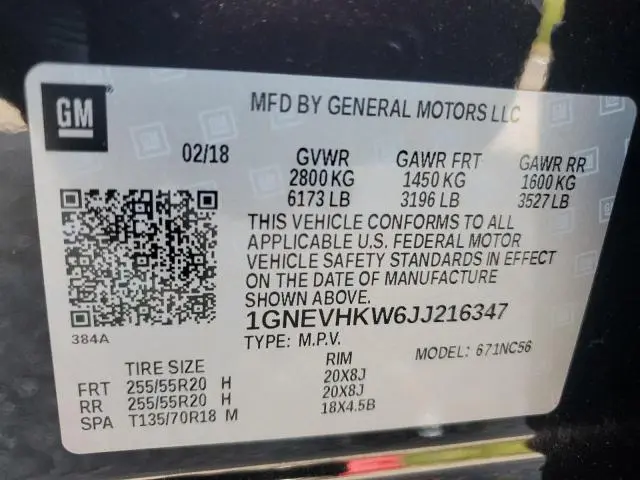 GM
MFD BY GENERAL MOTORS LLC
02/18 GVWR GAWR FRT GAWR RR
2800 KG 1450 KG 1600 KG
6173 LB 3196 LB 3527 LB
THIS VEHICLE CONFORMS TO ALL
APPLICABLE U.S. FEDERAL MOTOR
VEHICLE SAFETY STANDARDS IN EFFECT
ON THE DATE OF MANUFACTURE
SHOWN ABOVE.
384A
1GNEVHKW6JJ216347
TYPE: M.P.V. MODEL: 671NC56
TIRE SIZE RIM
FRT 255/55R20 H 20X8J
RR 255/55R20 H 20X8J
SPA T135/70R18 M 18X4.5B